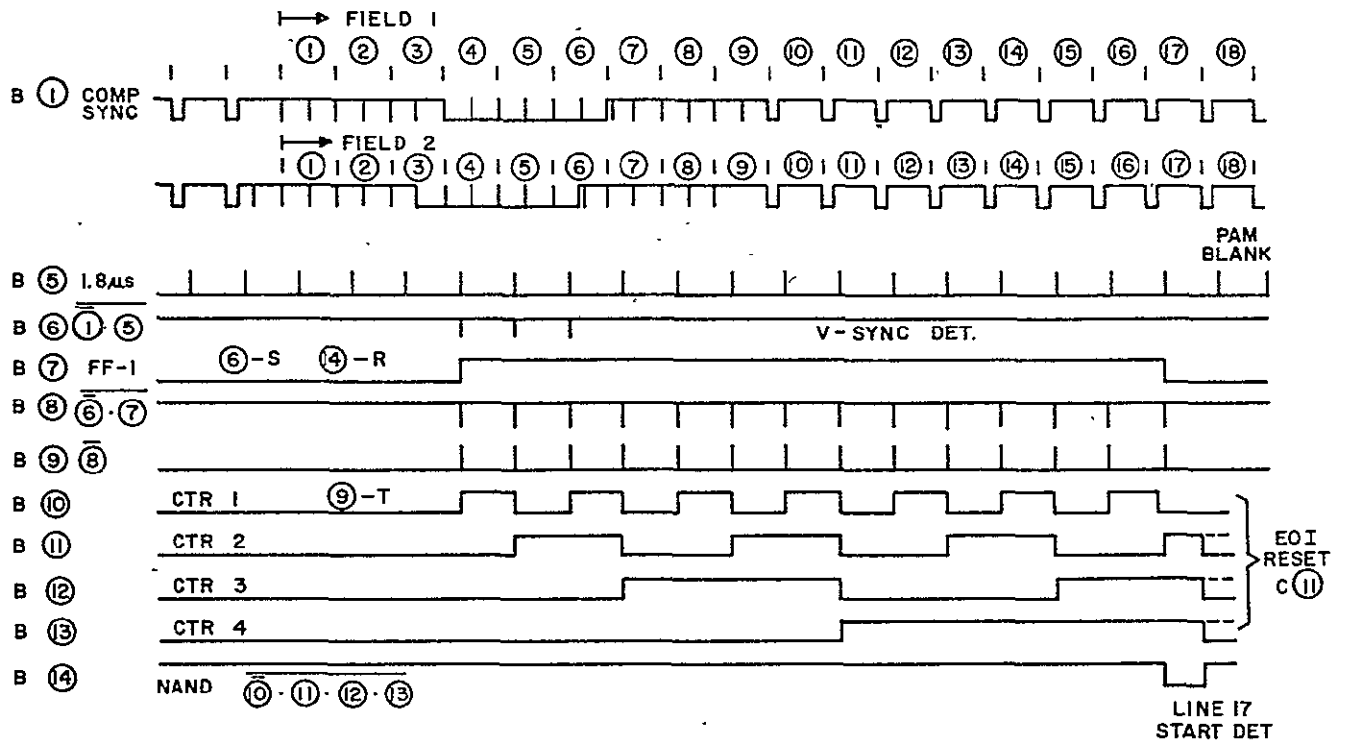 FIELD 1
① ② ③ ④ ⑤ ⑥ ⑦ ⑧ ⑨ ⑩ ⑪ ⑫ ⑬ ⑭ ⑮ ⑯ ⑰ ⑱
B ① COMP
SYNC
FIELD 2
① ② ③ ④ ⑤ ⑥ ⑦ ⑧ ⑨ ⑩ ⑪ ⑫ ⑬ ⑭ ⑮ ⑯ ⑰ ⑱
PAM
BLANK
B ⑤ 1.8μs
B ⑥ ①̅·⑤
V-SYNC DET.
B ⑦ FF-1 ⑥-S ⑭-R
B ⑧ ⑥̅·⑦
B ⑨ ⑧̅
B ⑩ CTR 1 ⑨-T
B ⑪ CTR 2
B ⑫ CTR 3
B ⑬ CTR 4
EOI
RESET
C ⑪
B ⑭ NAND ⑩̅·⑪·⑫·⑬
LINE 17
START DET